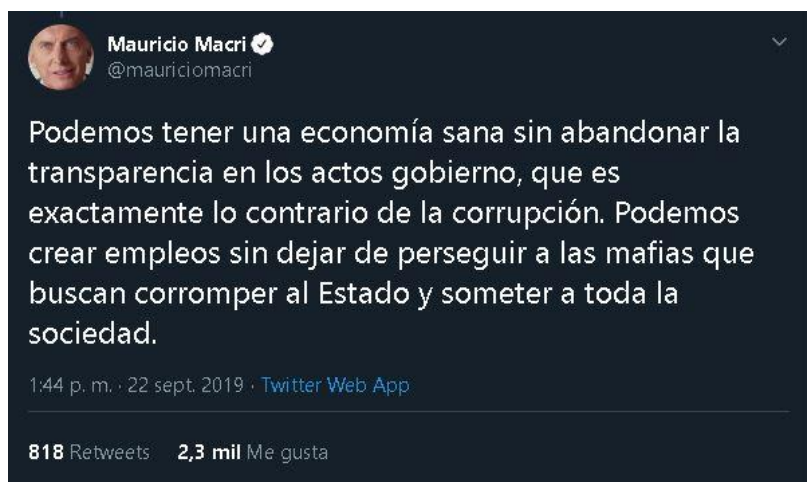 Mauricio Macri
@mauriciomacri
Podemos tener una economía sana sin abandonar la
transparencia en los actos gobierno, que es
exactamente lo contrario de la corrupción. Podemos
crear empleos sin dejar de perseguir a las mafias que
buscan corromper al Estado y someter a toda la
sociedad.
1:44 p. m. · 22 sept. 2019 · Twitter Web App
818 Retweets 2,3 mil Me gusta